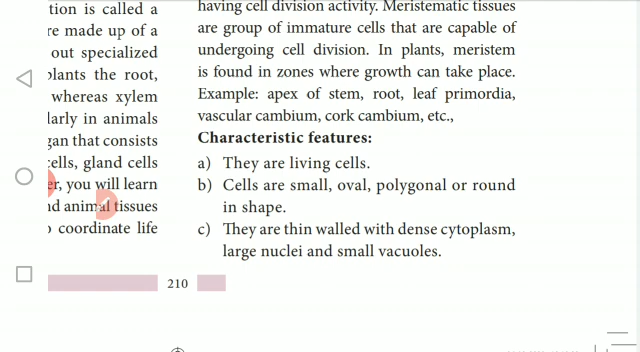 tion is called a
re made up of a
out specialized
plants the root,
whereas xylem
larly in animals
gan that consists
cells, gland cells
er, you will learn
nd animal tissues
coordinate life
having cell division activity. Meristematic tissues
are group of immature cells that are capable of
undergoing cell division. In plants, meristem
is found in zones where growth can take place.
Example: apex of stem, root, leaf primordia,
vascular cambium, cork cambium, etc.,
Characteristic features:
a) They are living cells.
b) Cells are small, oval, polygonal or round
in shape.
c) They are thin walled with dense cytoplasm,
large nuclei and small vacuoles.
210